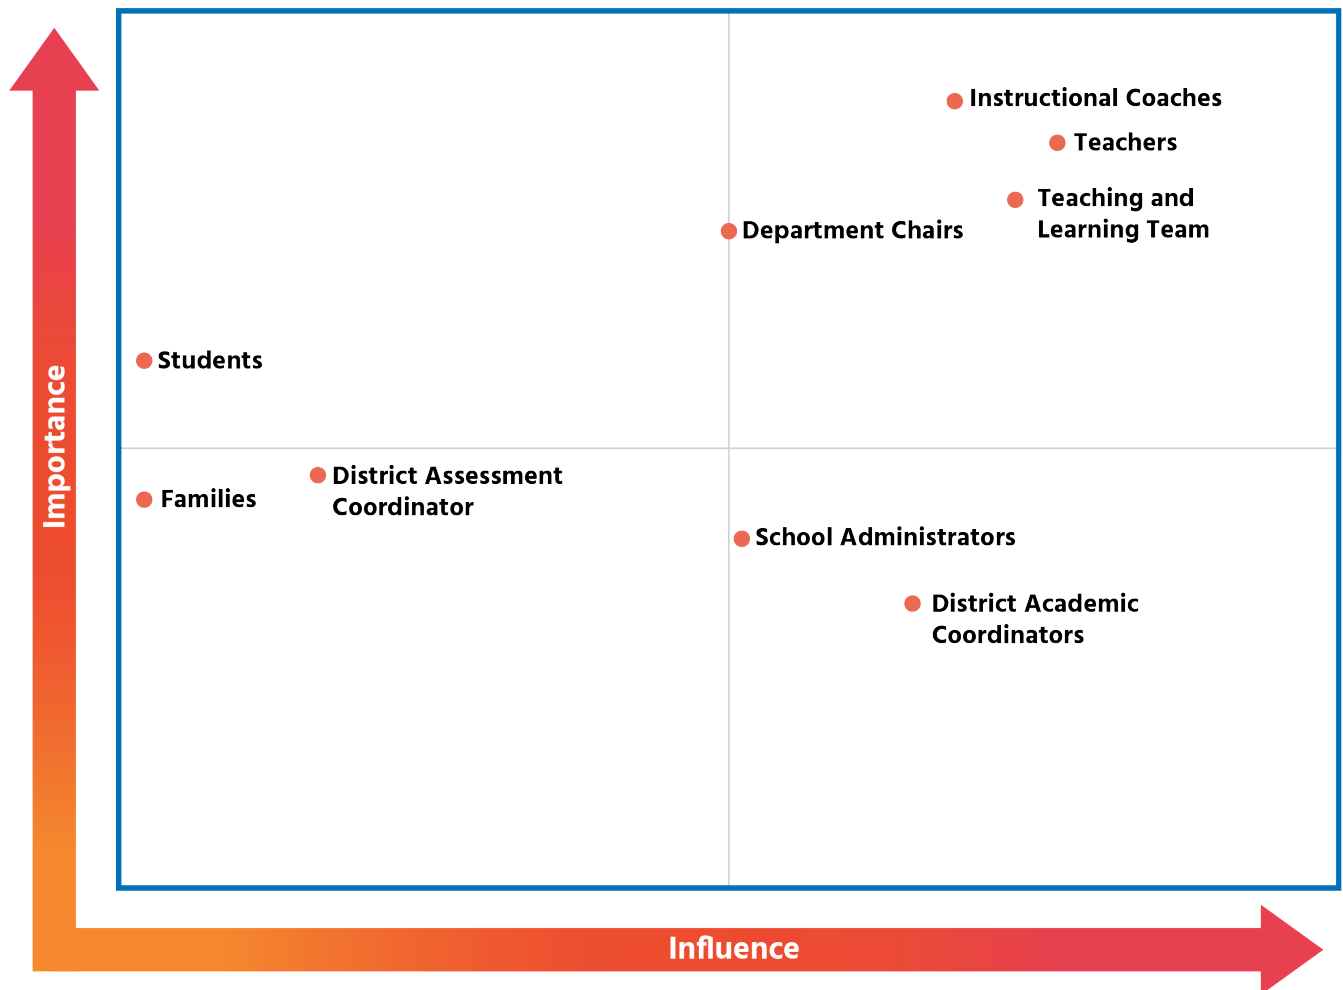 Instructional Coaches
Teachers
Teaching and
Learning Team
Department Chairs
Students
Importance
District Assessment
Coordinator
Families
School Administrators
District Academic
Coordinators
Influence